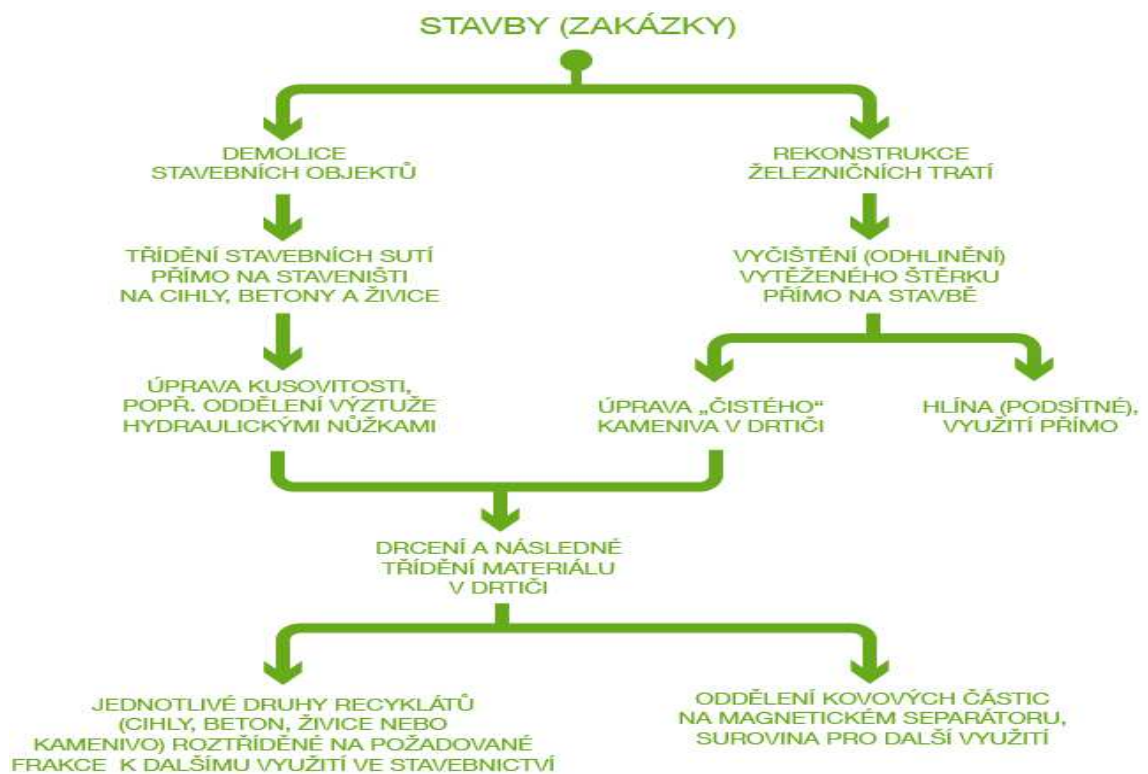 STAVBY (ZAKÁZKY)
DEMOLICE
STAVEBNÍCH OBJEKTŮ
REKONSTRUKCE
ŽELEZNIČNÍCH TRATÍ
TŘÍDĚNÍ STAVEBNÍCH SUTÍ
PŘÍMO NA STAVENIŠTI
NA CIHLY, BETONY A ŽIVICE
VYČIŠTĚNÍ (ODHLINĚNÍ)
VYTĚŽENÉHO ŠTĚRKU
PŘÍMO NA STAVBĚ
ÚPRAVA KUSOVITOSTI,
POPŘ. ODDĚLENÍ VÝZTUŽE
HYDRAULICKÝMI NŮŽKAMI
ÚPRAVA „ČISTÉHO“
KAMENIVA V DRTIČI
HLÍNA (PODSÍTNÉ),
VYUŽITÍ PŘÍMO
DRCENÍ A NÁSLEDNÉ
TŘÍDĚNÍ MATERIÁLU
V DRTIČI
JEDNOTLIVÉ DRUHY RECYKLÁTŮ
(CIHLY, BETON, ŽIVICE NEBO
KAMENIVO) ROZTŘÍDĚNÉ NA POŽADOVANÉ
FRAKCE K DALŠÍMU VYUŽITÍ VE STAVEBNICTVÍ
ODDĚLENÍ KOVOVÝCH ČÁSTIC
NA MAGNETICKÉM SEPARÁTORU,
SUROVINA PRO DALŠÍ VYUŽITÍ